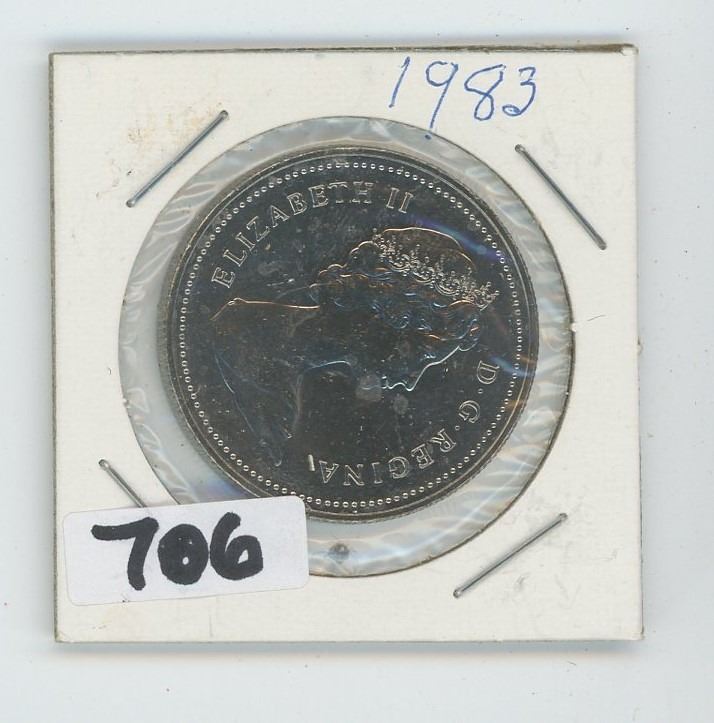 1983
ELIZABETH II
D·G·REGINA
706